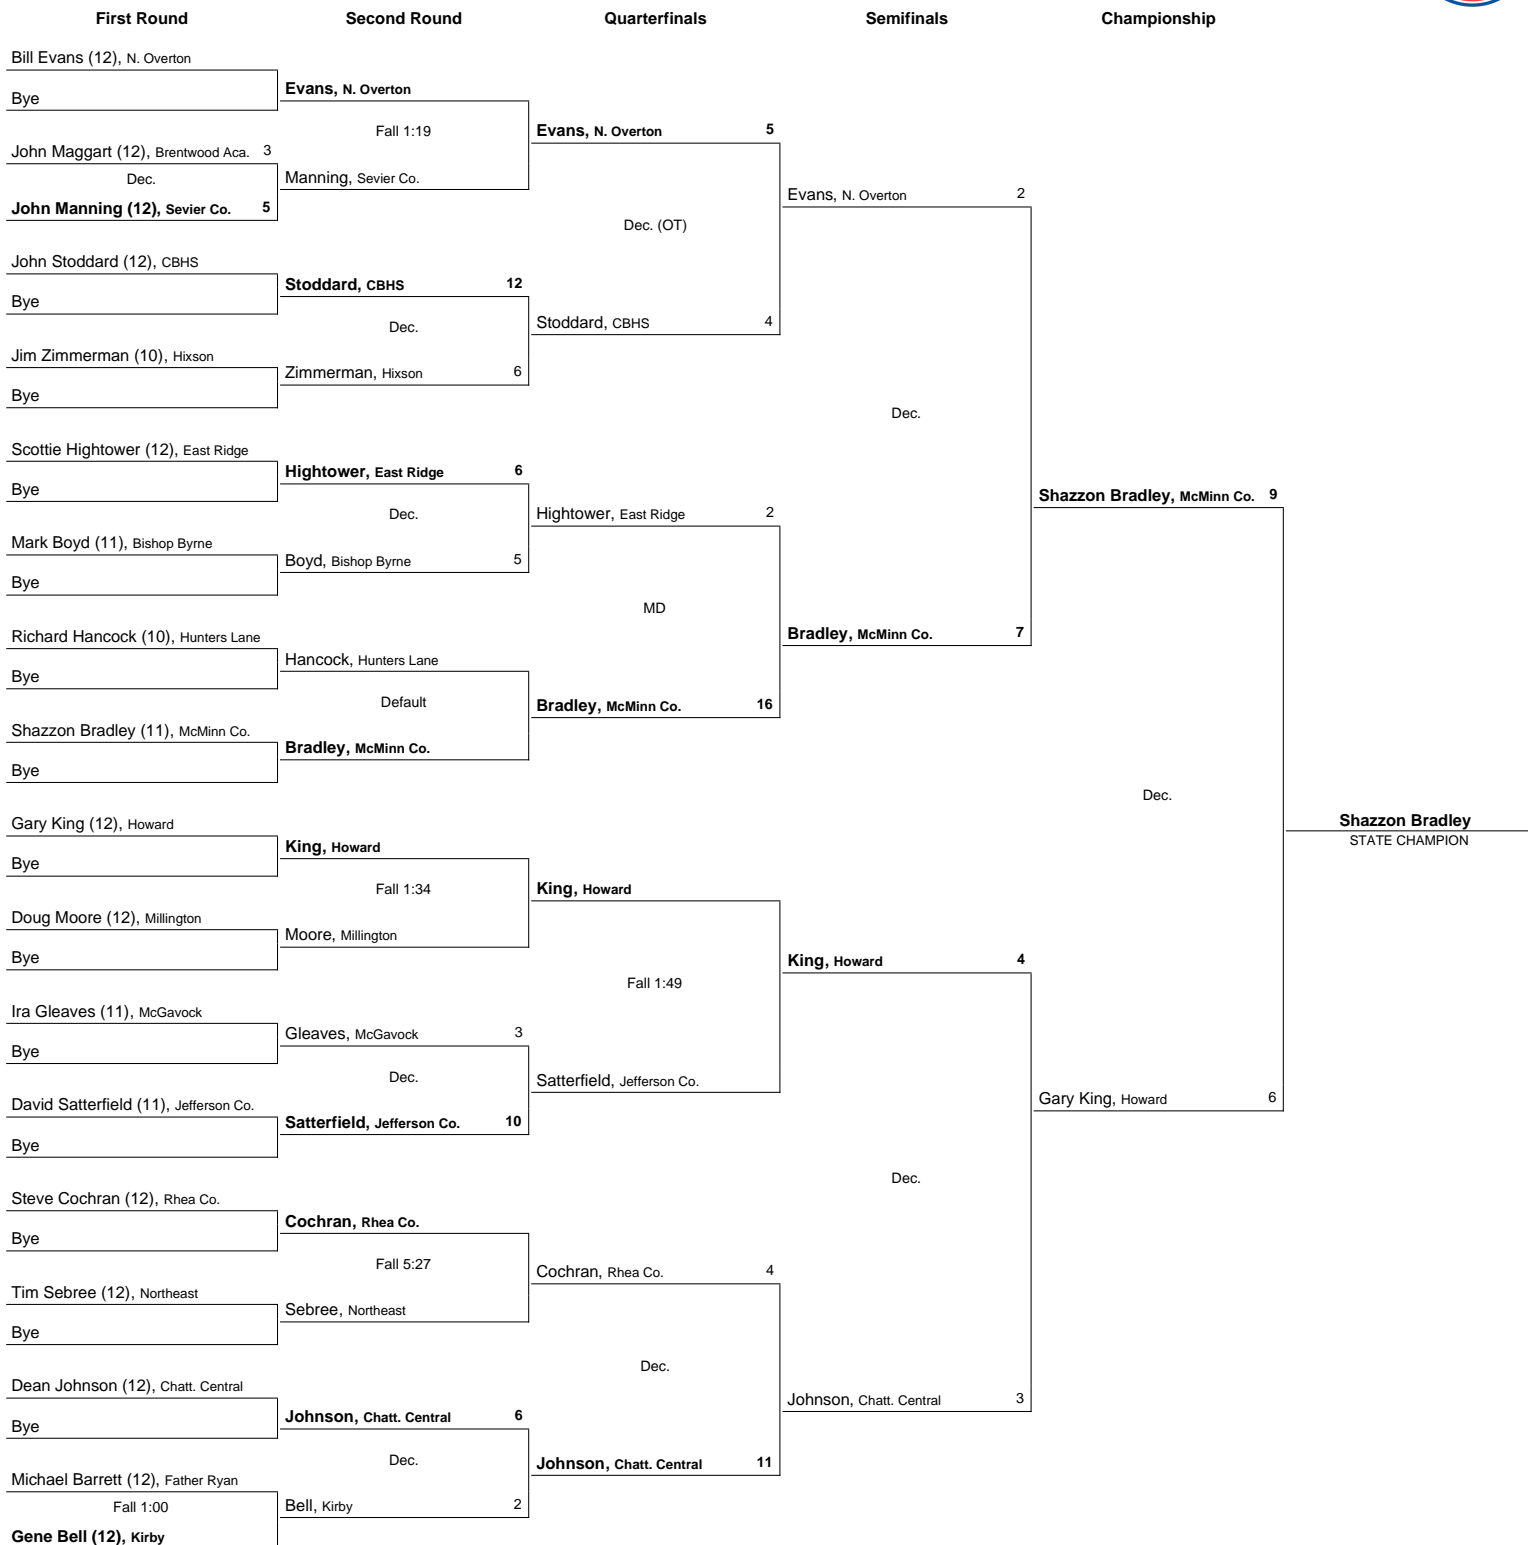 First Round
Second Round
Quarterfinals
Semifinals
Championship
Bill Evans (12), N. Overton
Bye
John Maggart (12), Brentwood Aca. 3
Dec.
John Manning (12), Sevier Co. 5
John Stoddard (12), CBHS
Bye
Jim Zimmerman (10), Hixson
Bye
Scottie Hightower (12), East Ridge
Bye
Mark Boyd (11), Bishop Byrne
Bye
Richard Hancock (10), Hunters Lane
Bye
Shazzon Bradley (11), McMinn Co.
Bye
Gary King (12), Howard
Bye
Doug Moore (12), Millington
Bye
Ira Gleaves (11), McGavock
Bye
David Satterfield (11), Jefferson Co.
Bye
Steve Cochran (12), Rhea Co.
Bye
Tim Sebree (12), Northeast
Bye
Dean Johnson (12), Chatt. Central
Bye
Michael Barrett (12), Father Ryan
Fall 1:00
Gene Bell (12), Kirby
Evans, N. Overton
Fall 1:19
Manning, Sevier Co.
Stoddard, CBHS 12
Dec.
Zimmerman, Hixson 6
Hightower, East Ridge 6
Dec.
Boyd, Bishop Byrne 5
Hancock, Hunters Lane
Default
Bradley, McMinn Co.
King, Howard
Fall 1:34
Moore, Millington
Gleaves, McGavock 3
Dec.
Satterfield, Jefferson Co. 10
Cochran, Rhea Co.
Fall 5:27
Sebree, Northeast
Johnson, Chatt. Central 6
Dec.
Bell, Kirby 2
Evans, N. Overton 5
Dec. (OT)
Stoddard, CBHS 4
Hightower, East Ridge 2
MD
Bradley, McMinn Co. 16
King, Howard
Fall 1:49
Satterfield, Jefferson Co.
Cochran, Rhea Co. 4
Dec.
Johnson, Chatt. Central 11
Evans, N. Overton 2
Dec.
Bradley, McMinn Co. 7
King, Howard 4
Dec.
Johnson, Chatt. Central 3
Shazzon Bradley, McMinn Co. 9
Dec.
Gary King, Howard 6
Shazzon Bradley
STATE CHAMPION